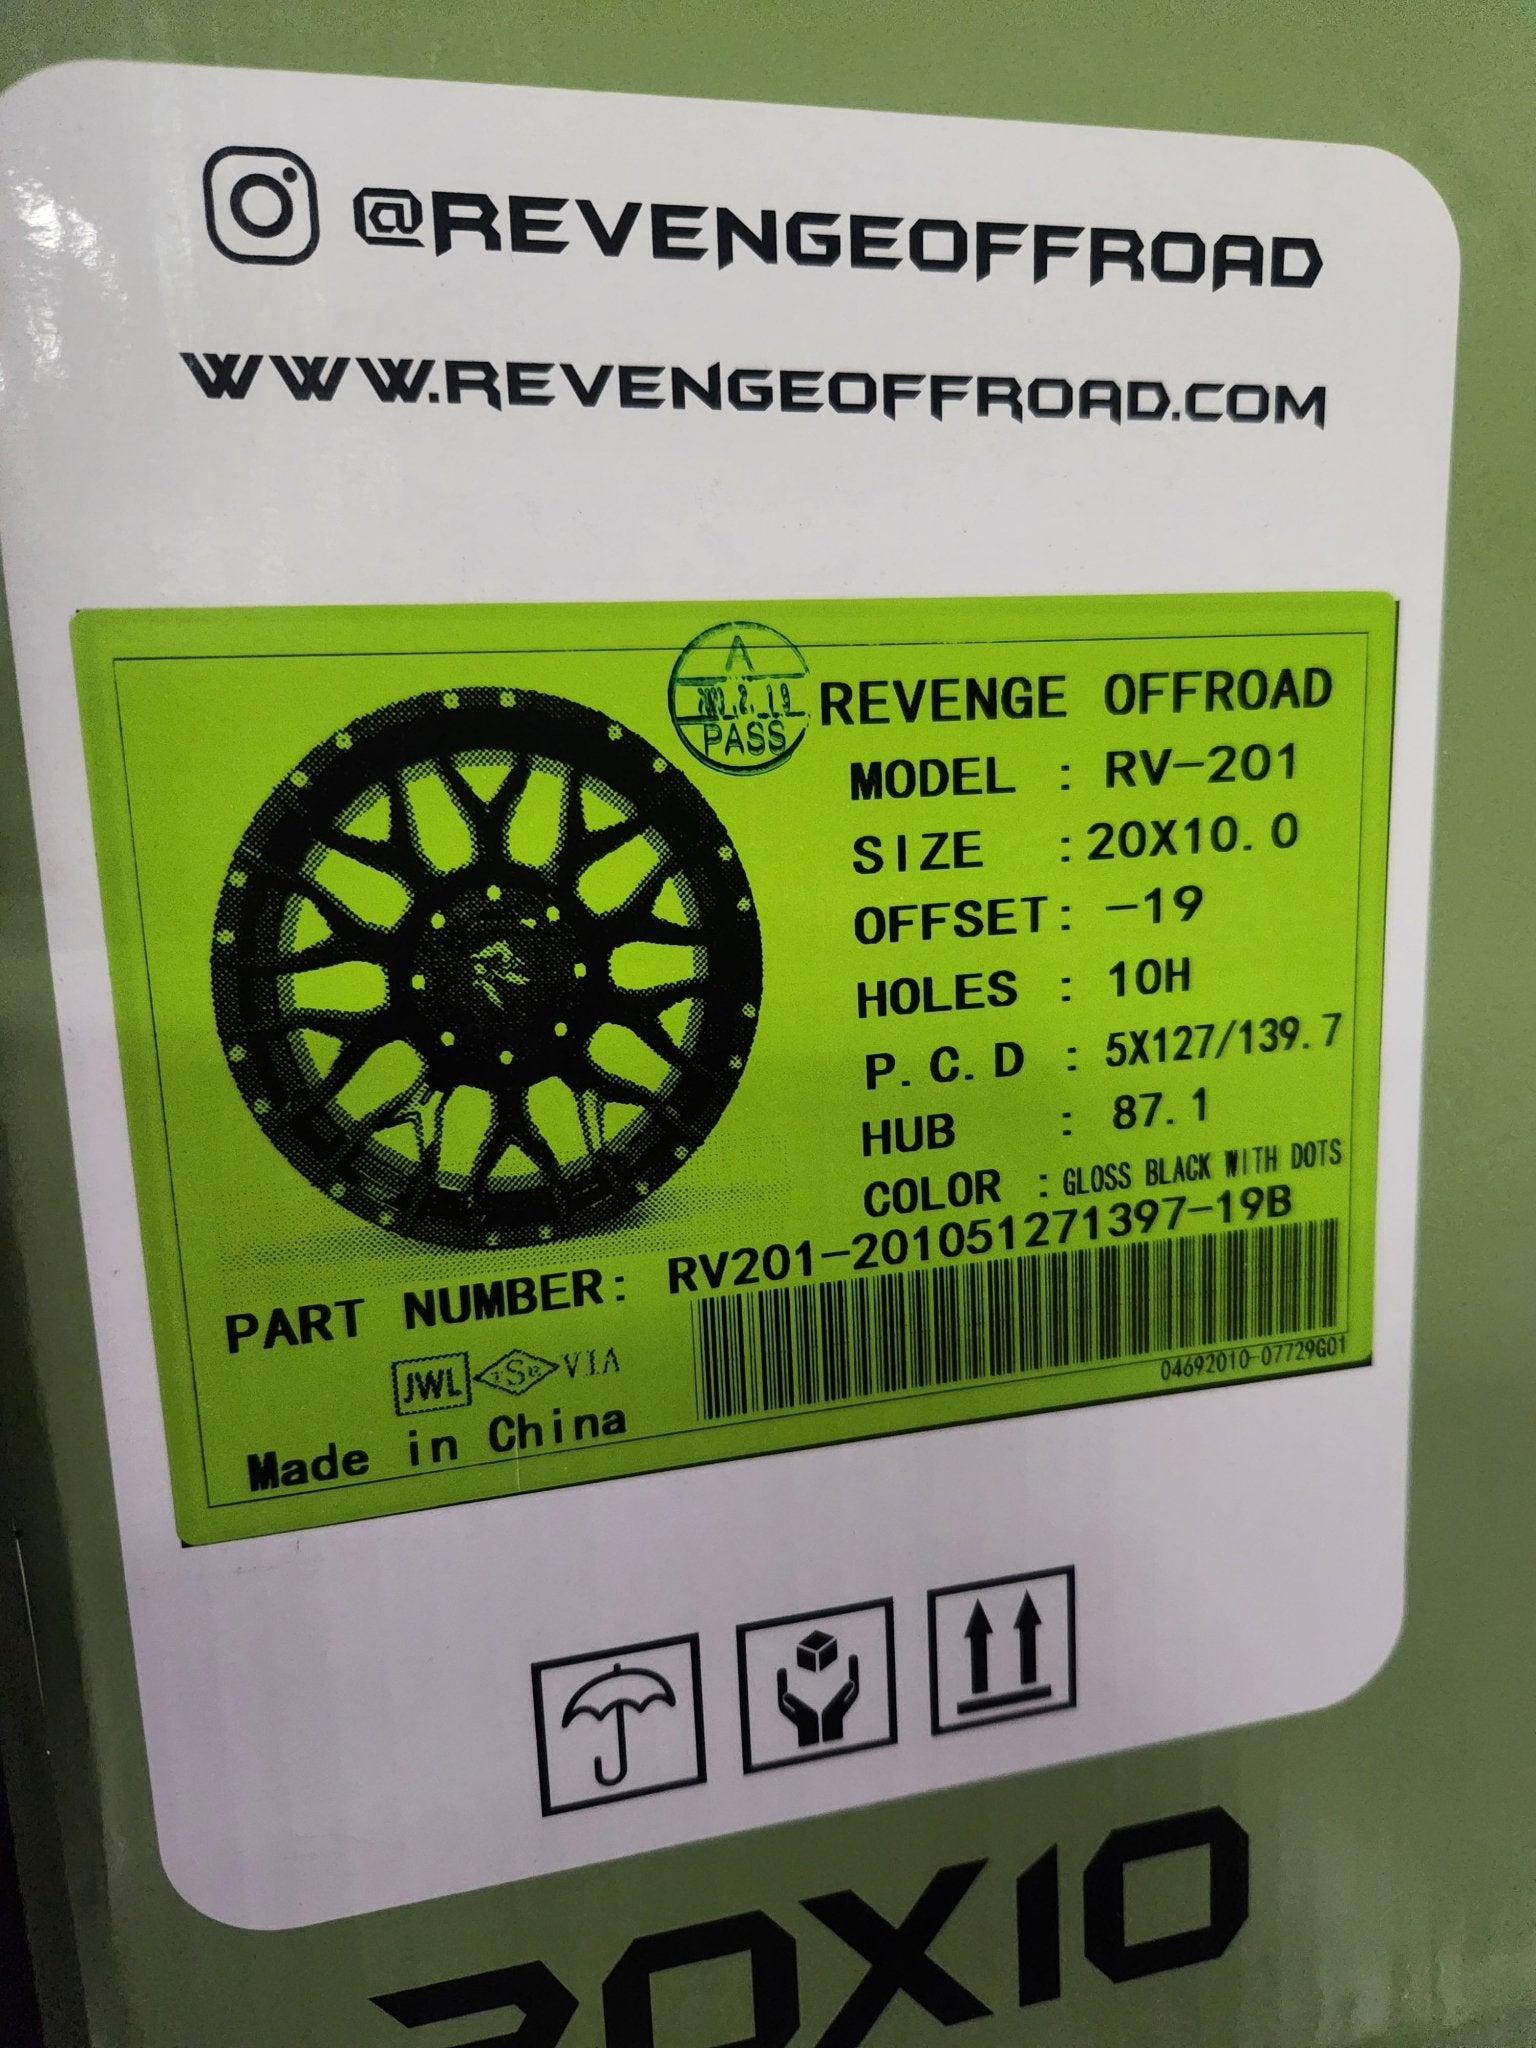 @REVENGEOFFROAD
WWW.REVENGEOFFROAD.COM
A
PASS
REVENGE OFFROAD
MODEL : RV-201
SIZE : 20X10.0
OFFSET: -19
HOLES : 10H
P.C.D : 5X127/139.7
HUB : 87.1
COLOR : GLOSS BLACK WITH DOTS
PART NUMBER: RV201-201051271397-19B
JWL VIA
04692010-07729G01
Made in China
20X10